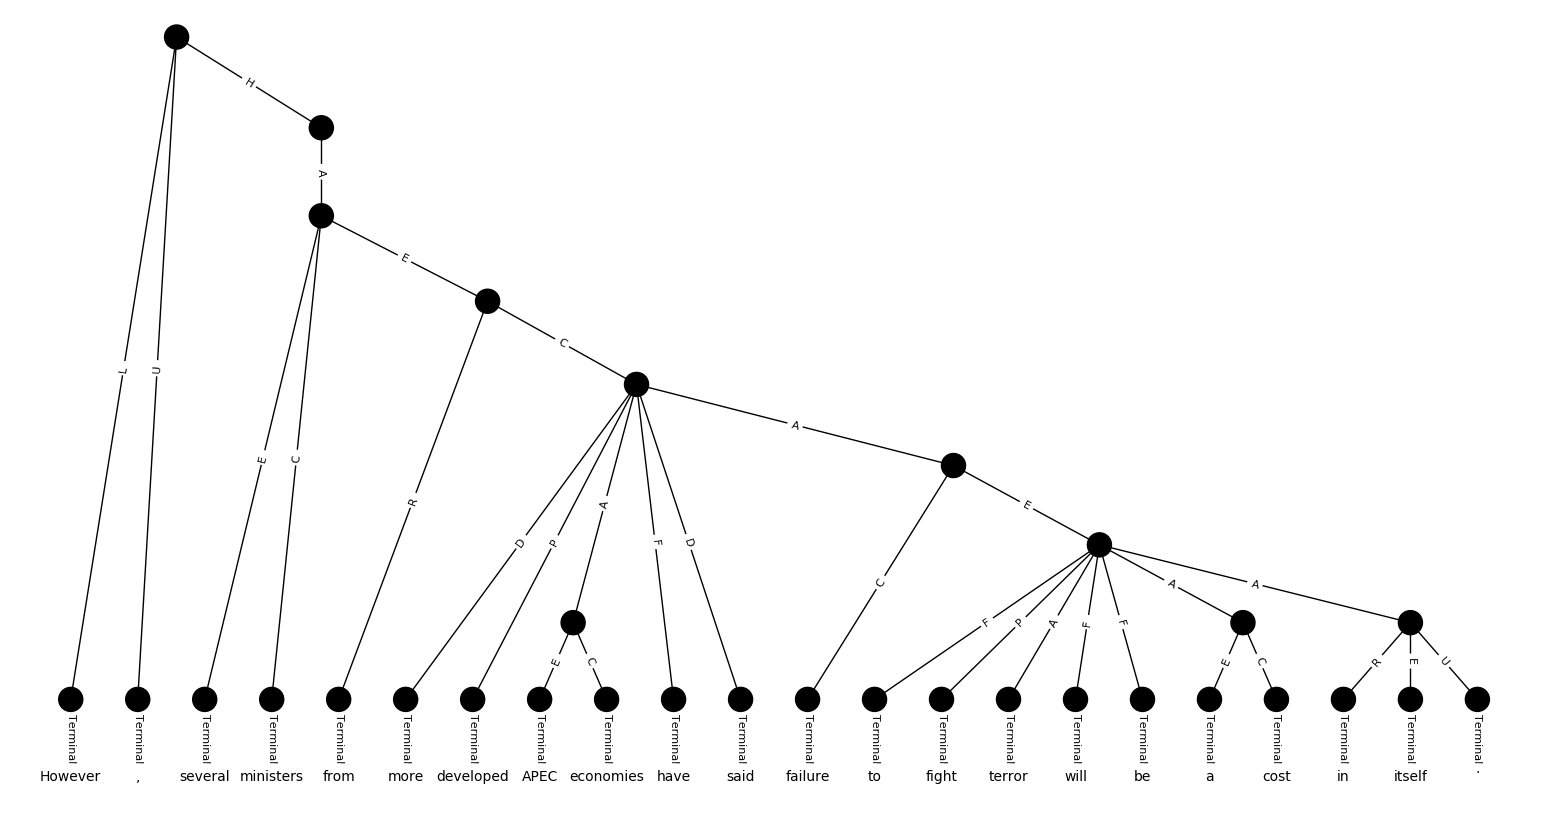 H
A
E
C
L
U
A
E
C
R
A
E
D
P
F
D
C
A
A
F
P
A
F
F
E
C
E
C
R
E
U
Terminal Terminal Terminal Terminal Terminal Terminal Terminal Terminal Terminal Terminal Terminal Terminal Terminal Terminal Terminal Terminal Terminal Terminal Terminal Terminal Terminal Terminal
However , several ministers from more developed APEC economies have said failure to fight terror will be a cost in itself .